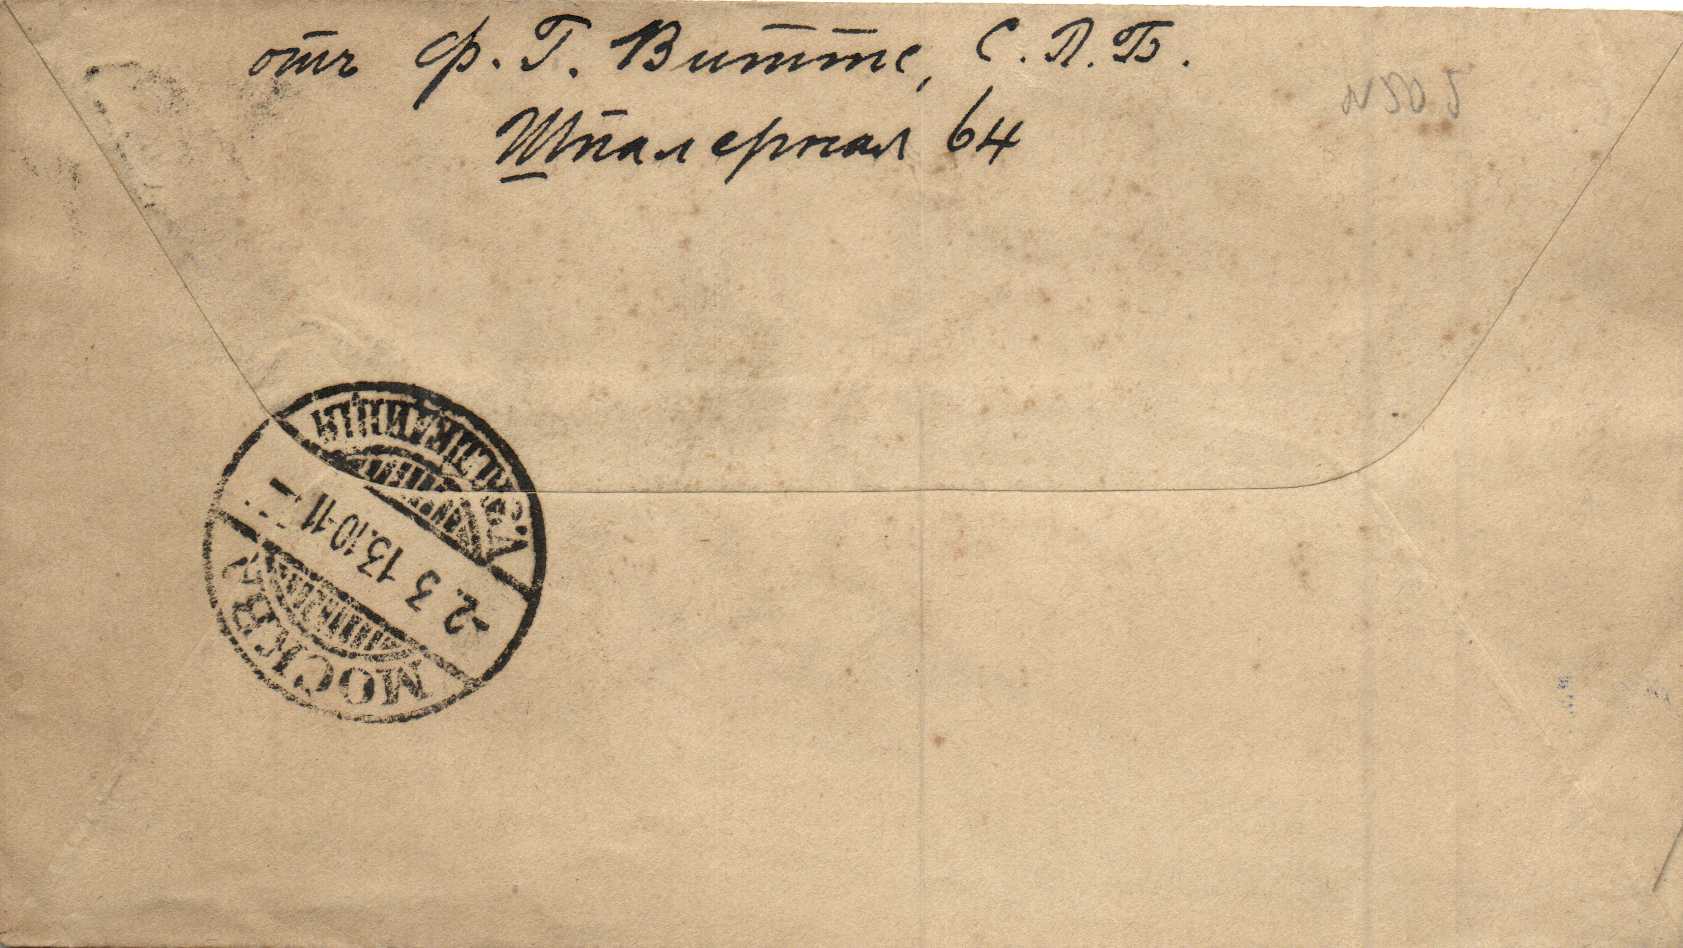 отъ Ф. Г. Витте, С. П. Б.
Шпалерная 64
МОСКВА
-2. 3 13.10-11